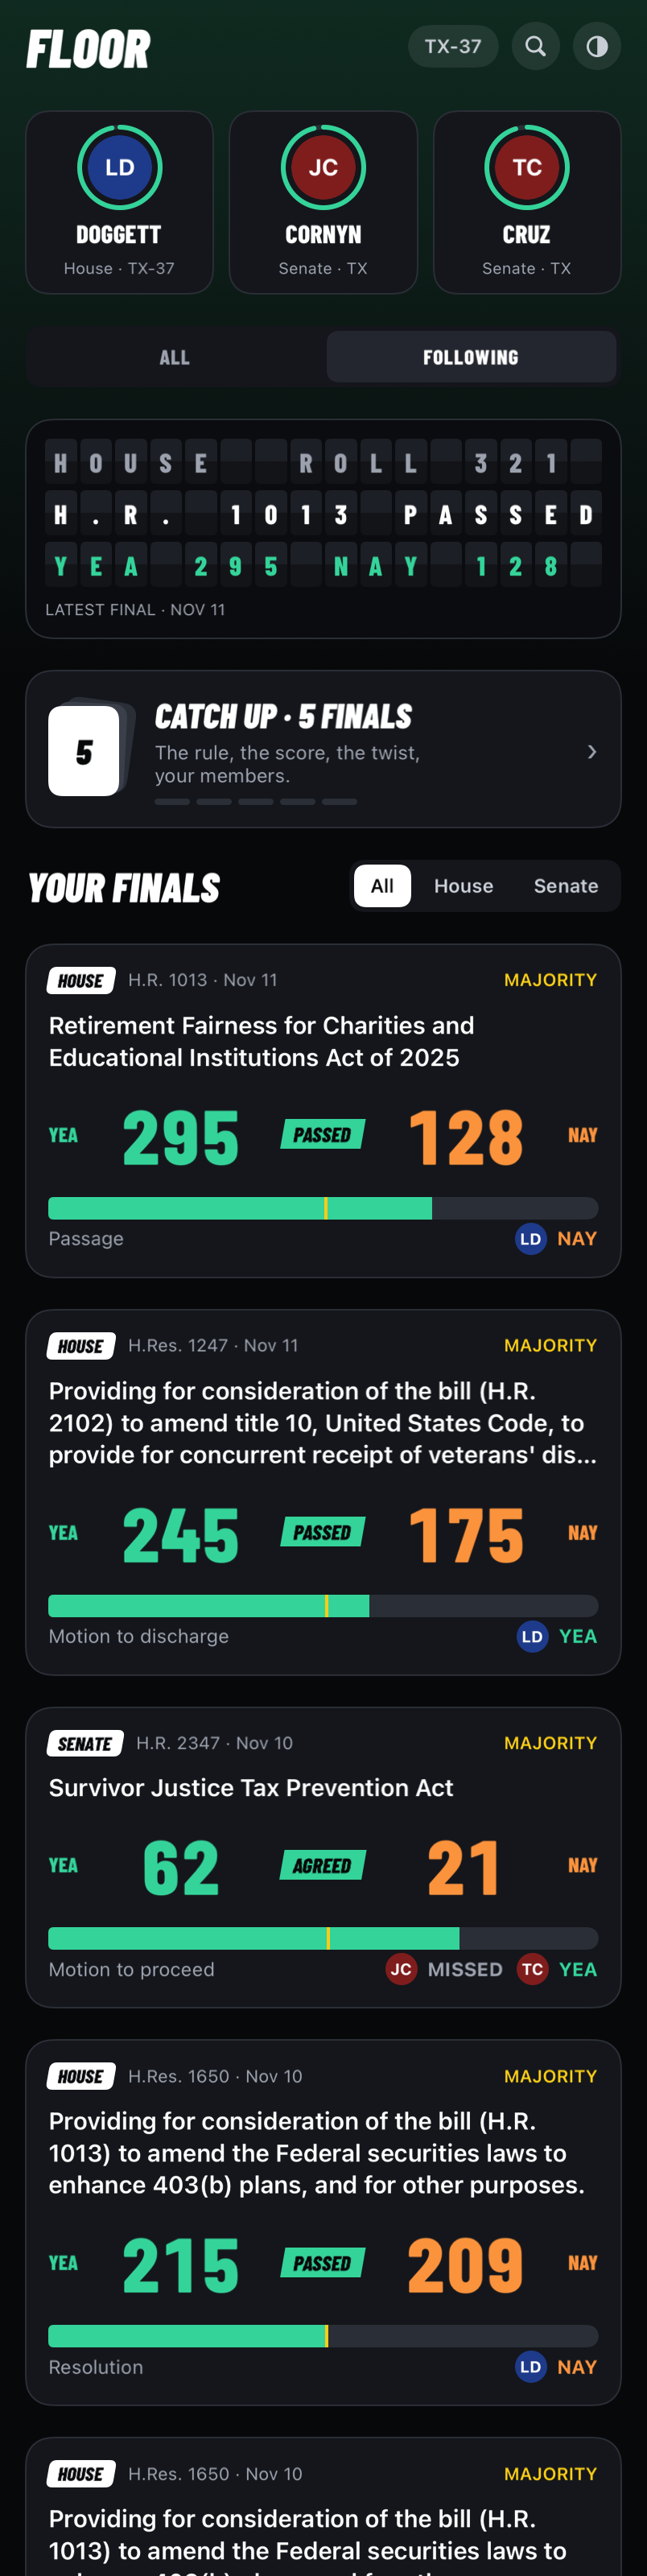 FLOOR
TX-37
LD
DOGGETT
House · TX-37
JC
CORNYN
Senate · TX
TC
CRUZ
Senate · TX
ALL
FOLLOWING
HOUSE ROLL 321
H.R. 1013 PASSED
YEA 295 NAY 128
LATEST FINAL · NOV 11
5
CATCH UP · 5 FINALS
The rule, the score, the twist,
your members.
›
YOUR FINALS
All House Senate
HOUSE H.R. 1013 · Nov 11 MAJORITY
Retirement Fairness for Charities and
Educational Institutions Act of 2025
YEA 295 PASSED 128 NAY
Passage LD NAY
HOUSE H.Res. 1247 · Nov 11 MAJORITY
Providing for consideration of the bill (H.R.
2102) to amend title 10, United States Code, to
provide for concurrent receipt of veterans' dis...
YEA 245 PASSED 175 NAY
Motion to discharge LD YEA
SENATE H.R. 2347 · Nov 10 MAJORITY
Survivor Justice Tax Prevention Act
YEA 62 AGREED 21 NAY
Motion to proceed JC MISSED TC YEA
HOUSE H.Res. 1650 · Nov 10 MAJORITY
Providing for consideration of the bill (H.R.
1013) to amend the Federal securities laws to
enhance 403(b) plans, and for other purposes.
YEA 215 PASSED 209 NAY
Resolution LD NAY
HOUSE H.Res. 1650 · Nov 10 MAJORITY
Providing for consideration of the bill (H.R.
1013) to amend the Federal securities laws to